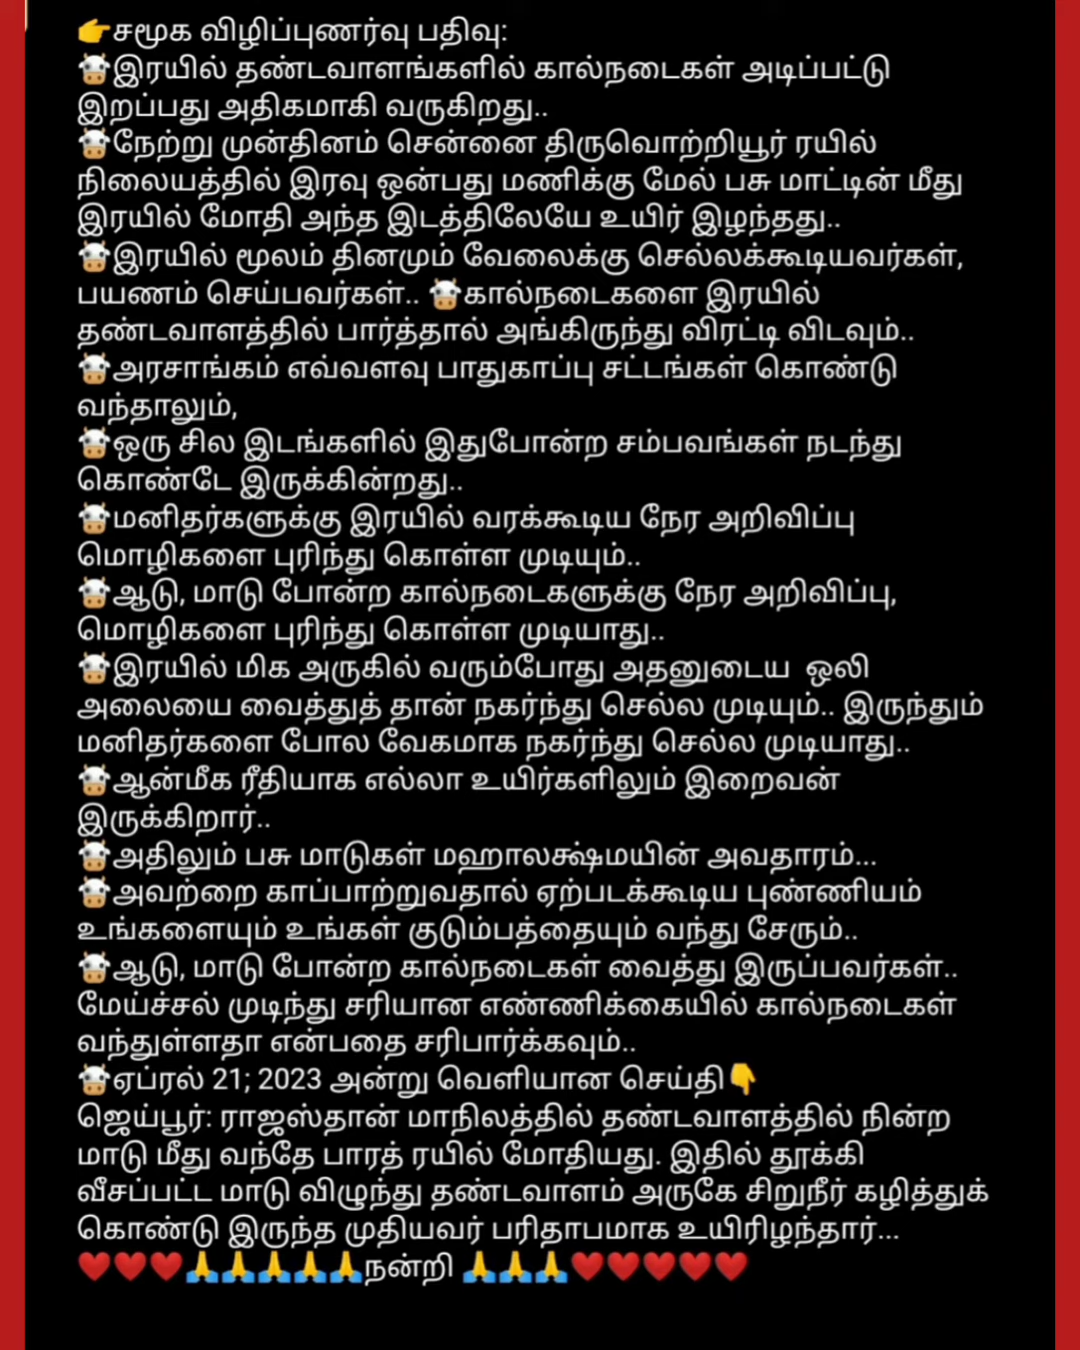 👉சமூக விழிப்புணர்வு பதிவு:
🐮இரயில் தண்டவாளங்களில் கால்நடைகள் அடிப்பட்டு
இறப்பது அதிகமாகி வருகிறது..
🐮நேற்று முன்தினம் சென்னை திருவொற்றியூர் ரயில்
நிலையத்தில் இரவு ஒன்பது மணிக்கு மேல் பசு மாட்டின் மீது
இரயில் மோதி அந்த இடத்திலேயே உயிர் இழந்தது..
🐮இரயில் மூலம் தினமும் வேலைக்கு செல்லக்கூடியவர்கள்,
பயணம் செய்பவர்கள்.. 🐮கால்நடைகளை இரயில்
தண்டவாளத்தில் பார்த்தால் அங்கிருந்து விரட்டி விடவும்..
🐮அரசாங்கம் எவ்வளவு பாதுகாப்பு சட்டங்கள் கொண்டு
வந்தாலும்,
🐮ஒரு சில இடங்களில் இதுபோன்ற சம்பவங்கள் நடந்து
கொண்டே இருக்கின்றது..
🐮மனிதர்களுக்கு இரயில் வரக்கூடிய நேர அறிவிப்பு
மொழிகளை புரிந்து கொள்ள முடியும்..
🐮ஆடு, மாடு போன்ற கால்நடைகளுக்கு நேர அறிவிப்பு,
மொழிகளை புரிந்து கொள்ள முடியாது..
🐮இரயில் மிக அருகில் வரும்போது அதனுடைய ஒலி
அலையை வைத்துத் தான் நகர்ந்து செல்ல முடியும்.. இருந்தும்
மனிதர்களை போல வேகமாக நகர்ந்து செல்ல முடியாது..
🐮ஆன்மீக ரீதியாக எல்லா உயிர்களிலும் இறைவன்
இருக்கிறார்..
🐮அதிலும் பசு மாடுகள் மஹாலக்ஷ்மயின் அவதாரம்...
🐮அவற்றை காப்பாற்றுவதால் ஏற்படக்கூடிய புண்ணியம்
உங்களையும் உங்கள் குடும்பத்தையும் வந்து சேரும்..
🐮ஆடு, மாடு போன்ற கால்நடைகள் வைத்து இருப்பவர்கள்..
மேய்ச்சல் முடிந்து சரியான எண்ணிக்கையில் கால்நடைகள்
வந்துள்ளதா என்பதை சரிபார்க்கவும்..
🐮ஏப்ரல் 21; 2023 அன்று வெளியான செய்தி👇
ஜெய்பூர்: ராஜஸ்தான் மாநிலத்தில் தண்டவாளத்தில் நின்ற
மாடு மீது வந்தே பாரத் ரயில் மோதியது. இதில் தூக்கி
வீசப்பட்ட மாடு விழுந்து தண்டவாளம் அருகே சிறுநீர் கழித்துக்
கொண்டு இருந்த முதியவர் பரிதாபமாக உயிரிழந்தார்...
❤️❤️❤️🙏🙏🙏🙏🙏நன்றி 🙏🙏🙏❤️❤️❤️❤️❤️